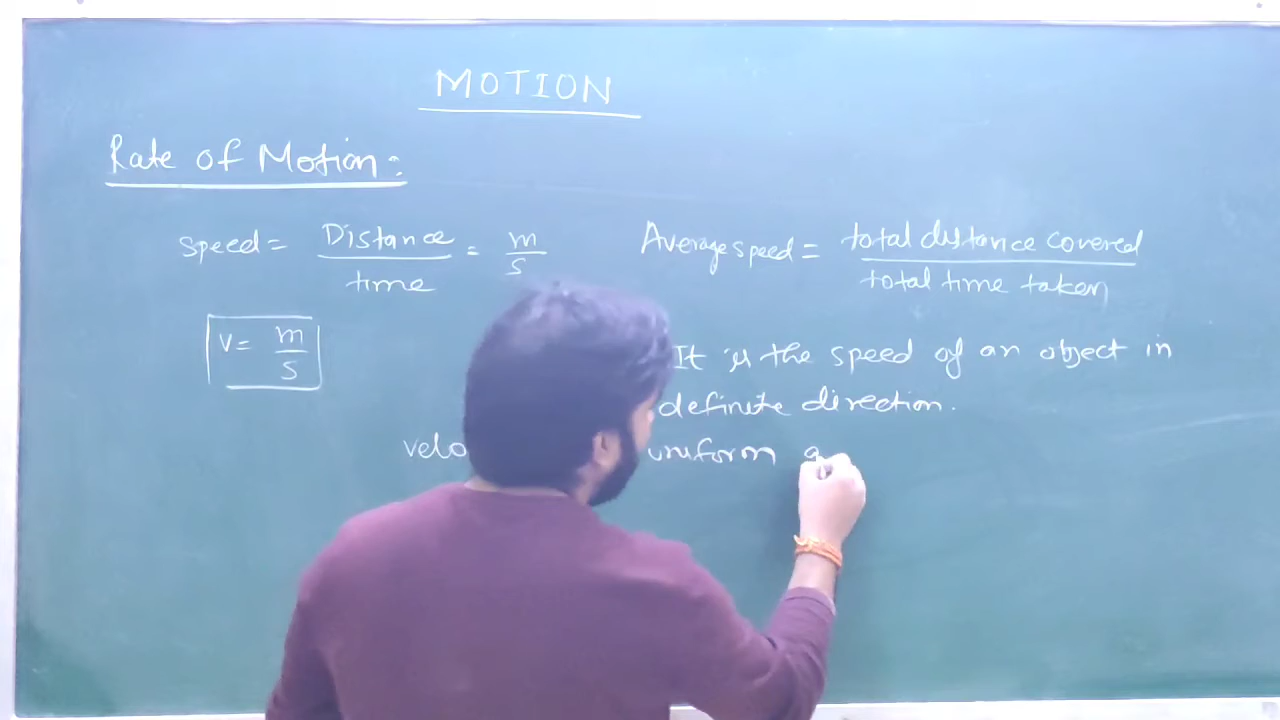 MOTION
Rate of Motion:
Speed = Distance / time = m / s
Average speed = total distance covered / total time taken
V = m / s
It is the speed of an object in
definite direction.
velo uniform